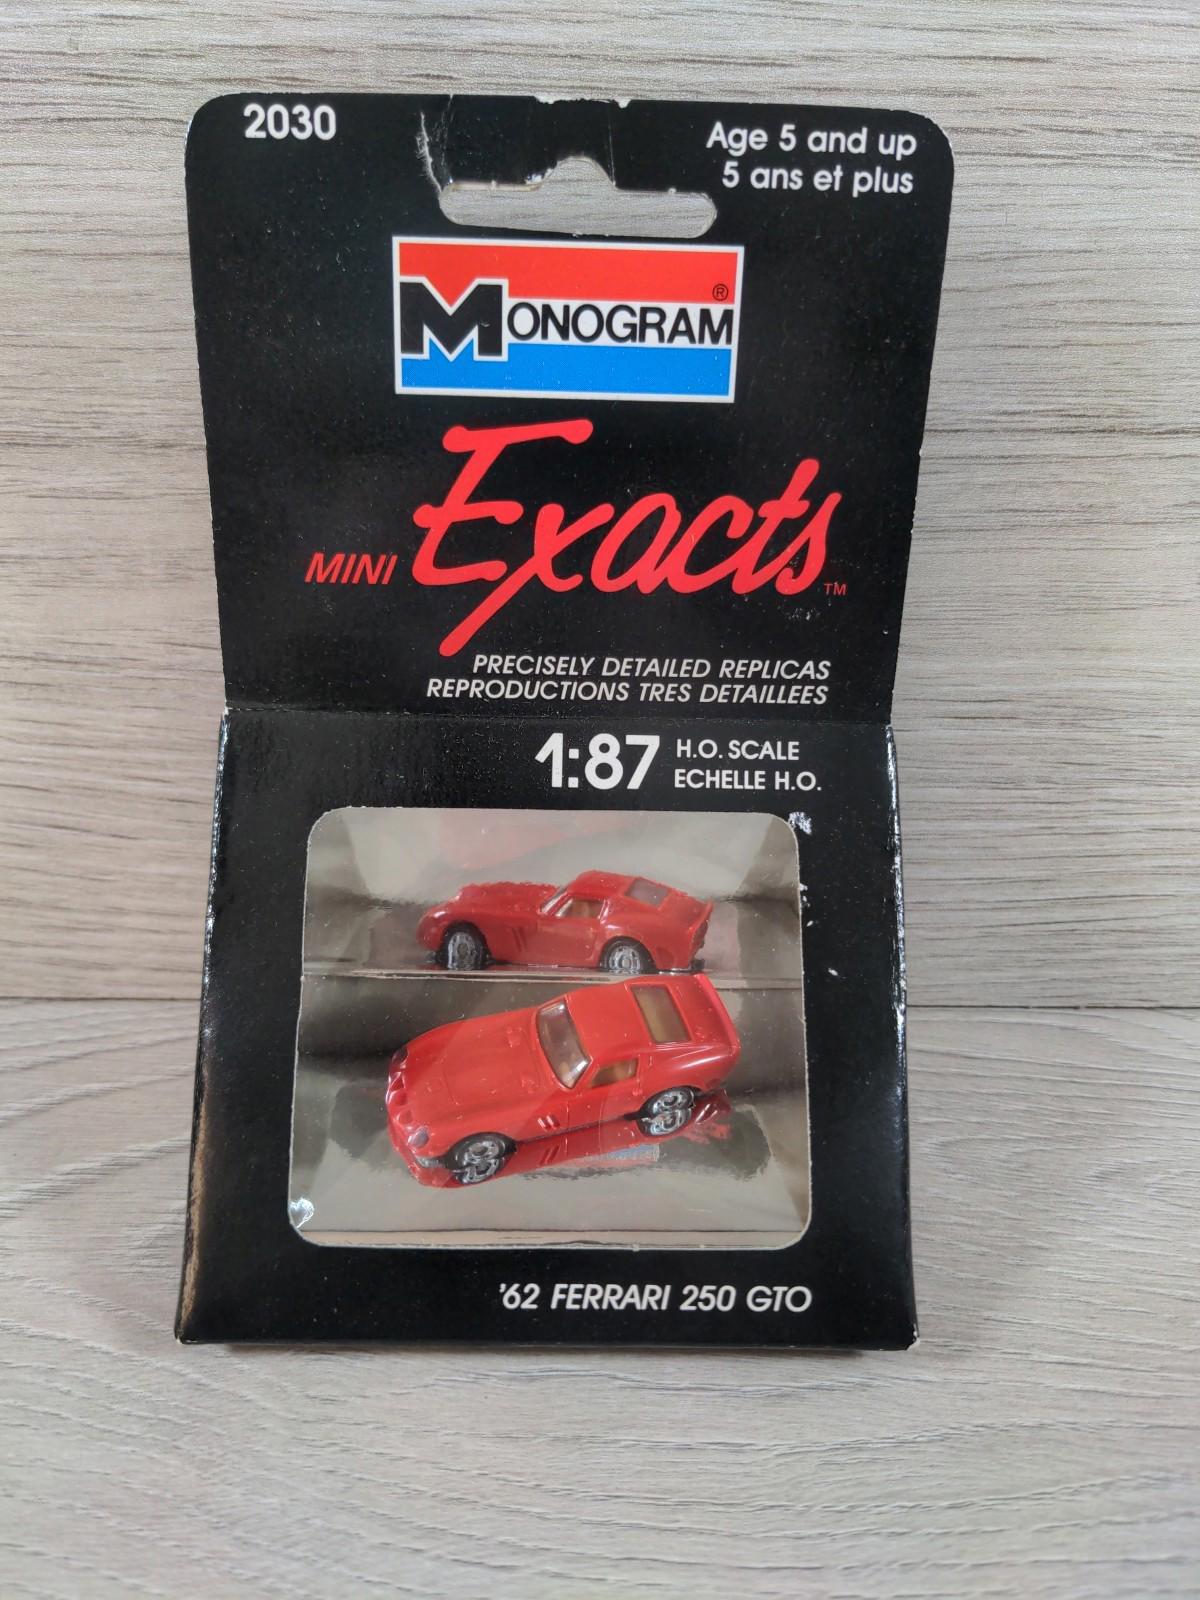 2030
Age 5 and up
5 ans et plus
MONOGRAM ®
MINI Exacts ™
PRECISELY DETAILED REPLICAS
REPRODUCTIONS TRES DETAILLEES
1:87 H.O. SCALE
ECHELLE H.O.
'62 FERRARI 250 GTO